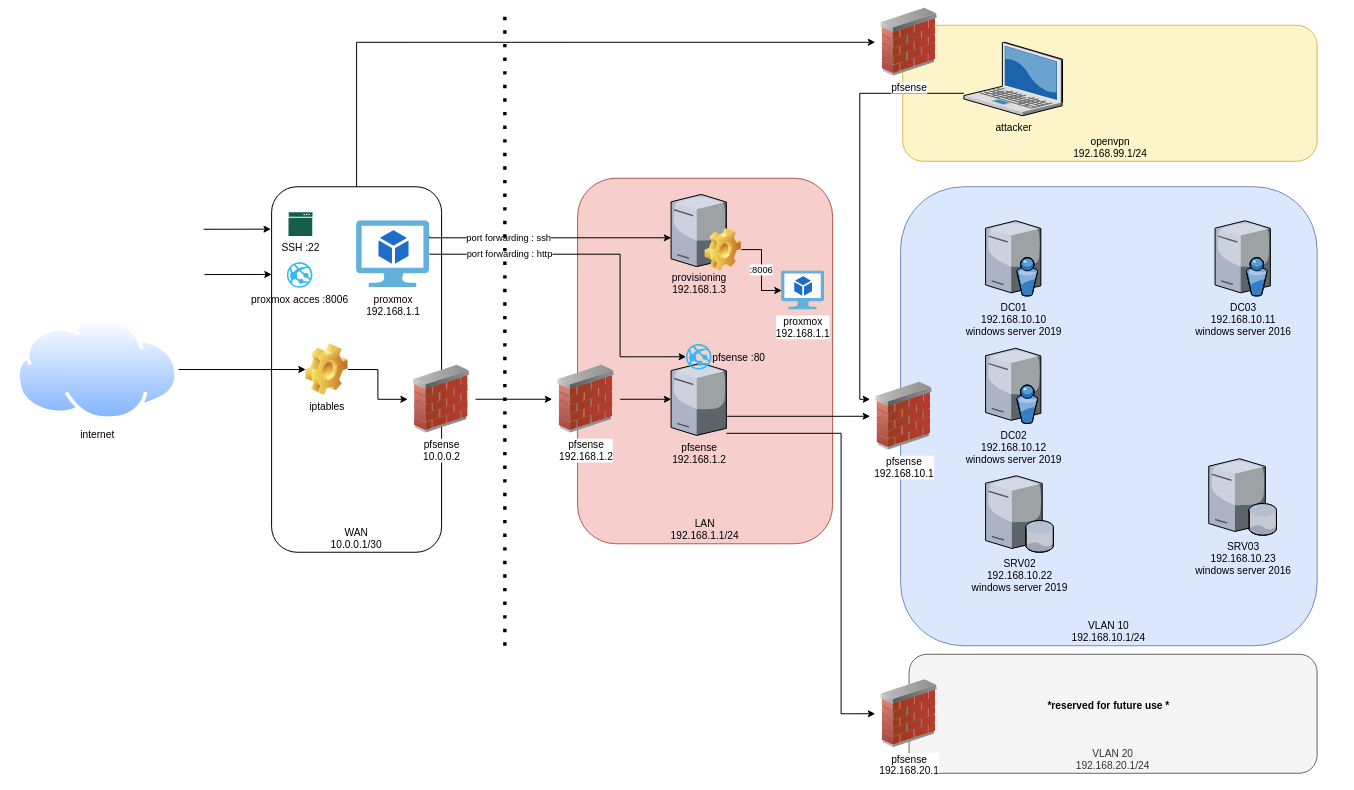 pfsense
attacker
openvpn
192.168.99.1/24
SSH :22
proxmox acces :8006
proxmox
192.168.1.1
port forwarding : ssh
port forwarding : http
iptables
internet
pfsense
10.0.0.2
WAN
10.0.0.1/30
provisioning
192.168.1.3
:8006
proxmox
192.168.1.1
pfsense :80
pfsense
192.168.1.2
pfsense
192.168.1.2
LAN
192.168.1.1/24
pfsense
192.168.10.1
DC01
192.168.10.10
windows server 2019
DC03
192.168.10.11
windows server 2016
DC02
192.168.10.12
windows server 2019
SRV02
192.168.10.22
windows server 2019
SRV03
192.168.10.23
windows server 2016
VLAN 10
192.168.10.1/24
*reserved for future use *
pfsense
192.168.20.1
VLAN 20
192.168.20.1/24